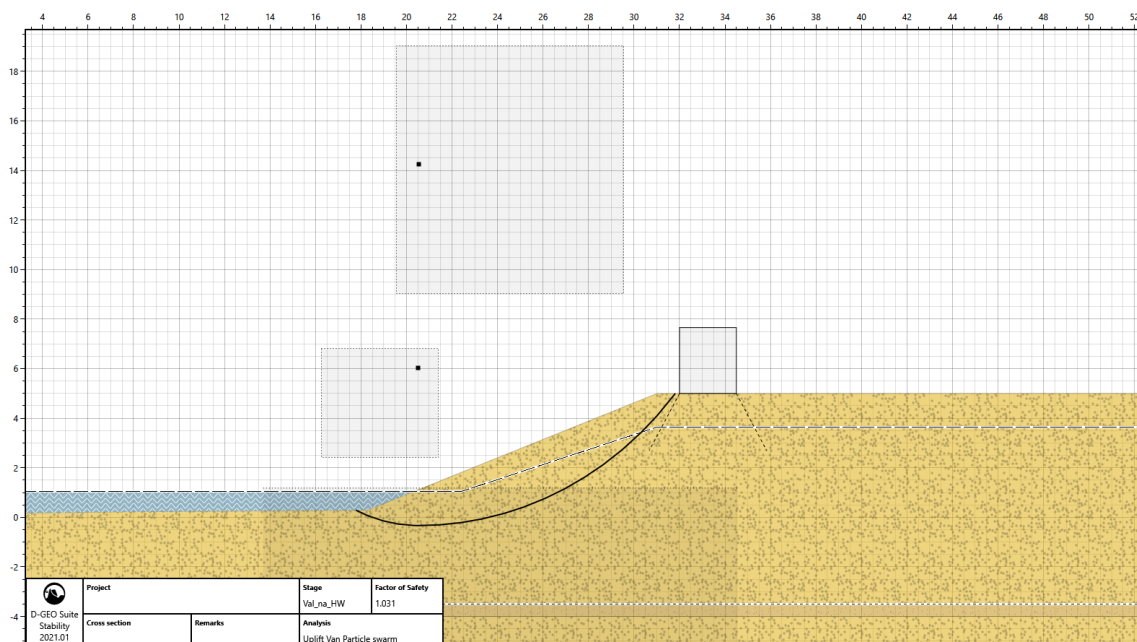 4 6 8 10 12 14 16 18 20 22 24 26 28 30 32 34 36 38 40 42 44 46 48 50 52
18
16
14
12
10
8
6
4
2
0
-2
-4
D-GEO Suite
Stability
2021.01
Project
Stage
Val_na_HW
Factor of Safety
1.031
Cross section
Remarks
Analysis
Uplift Van Particle swarm